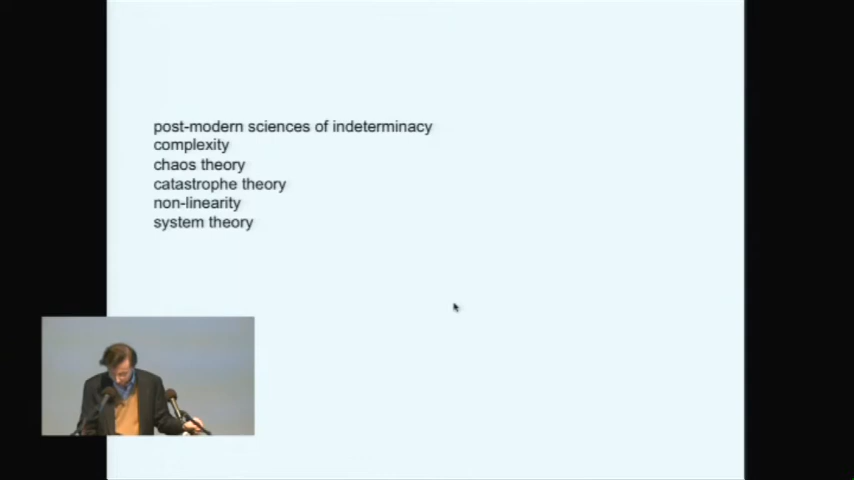 post-modern sciences of indeterminacy
complexity
chaos theory
catastrophe theory
non-linearity
system theory